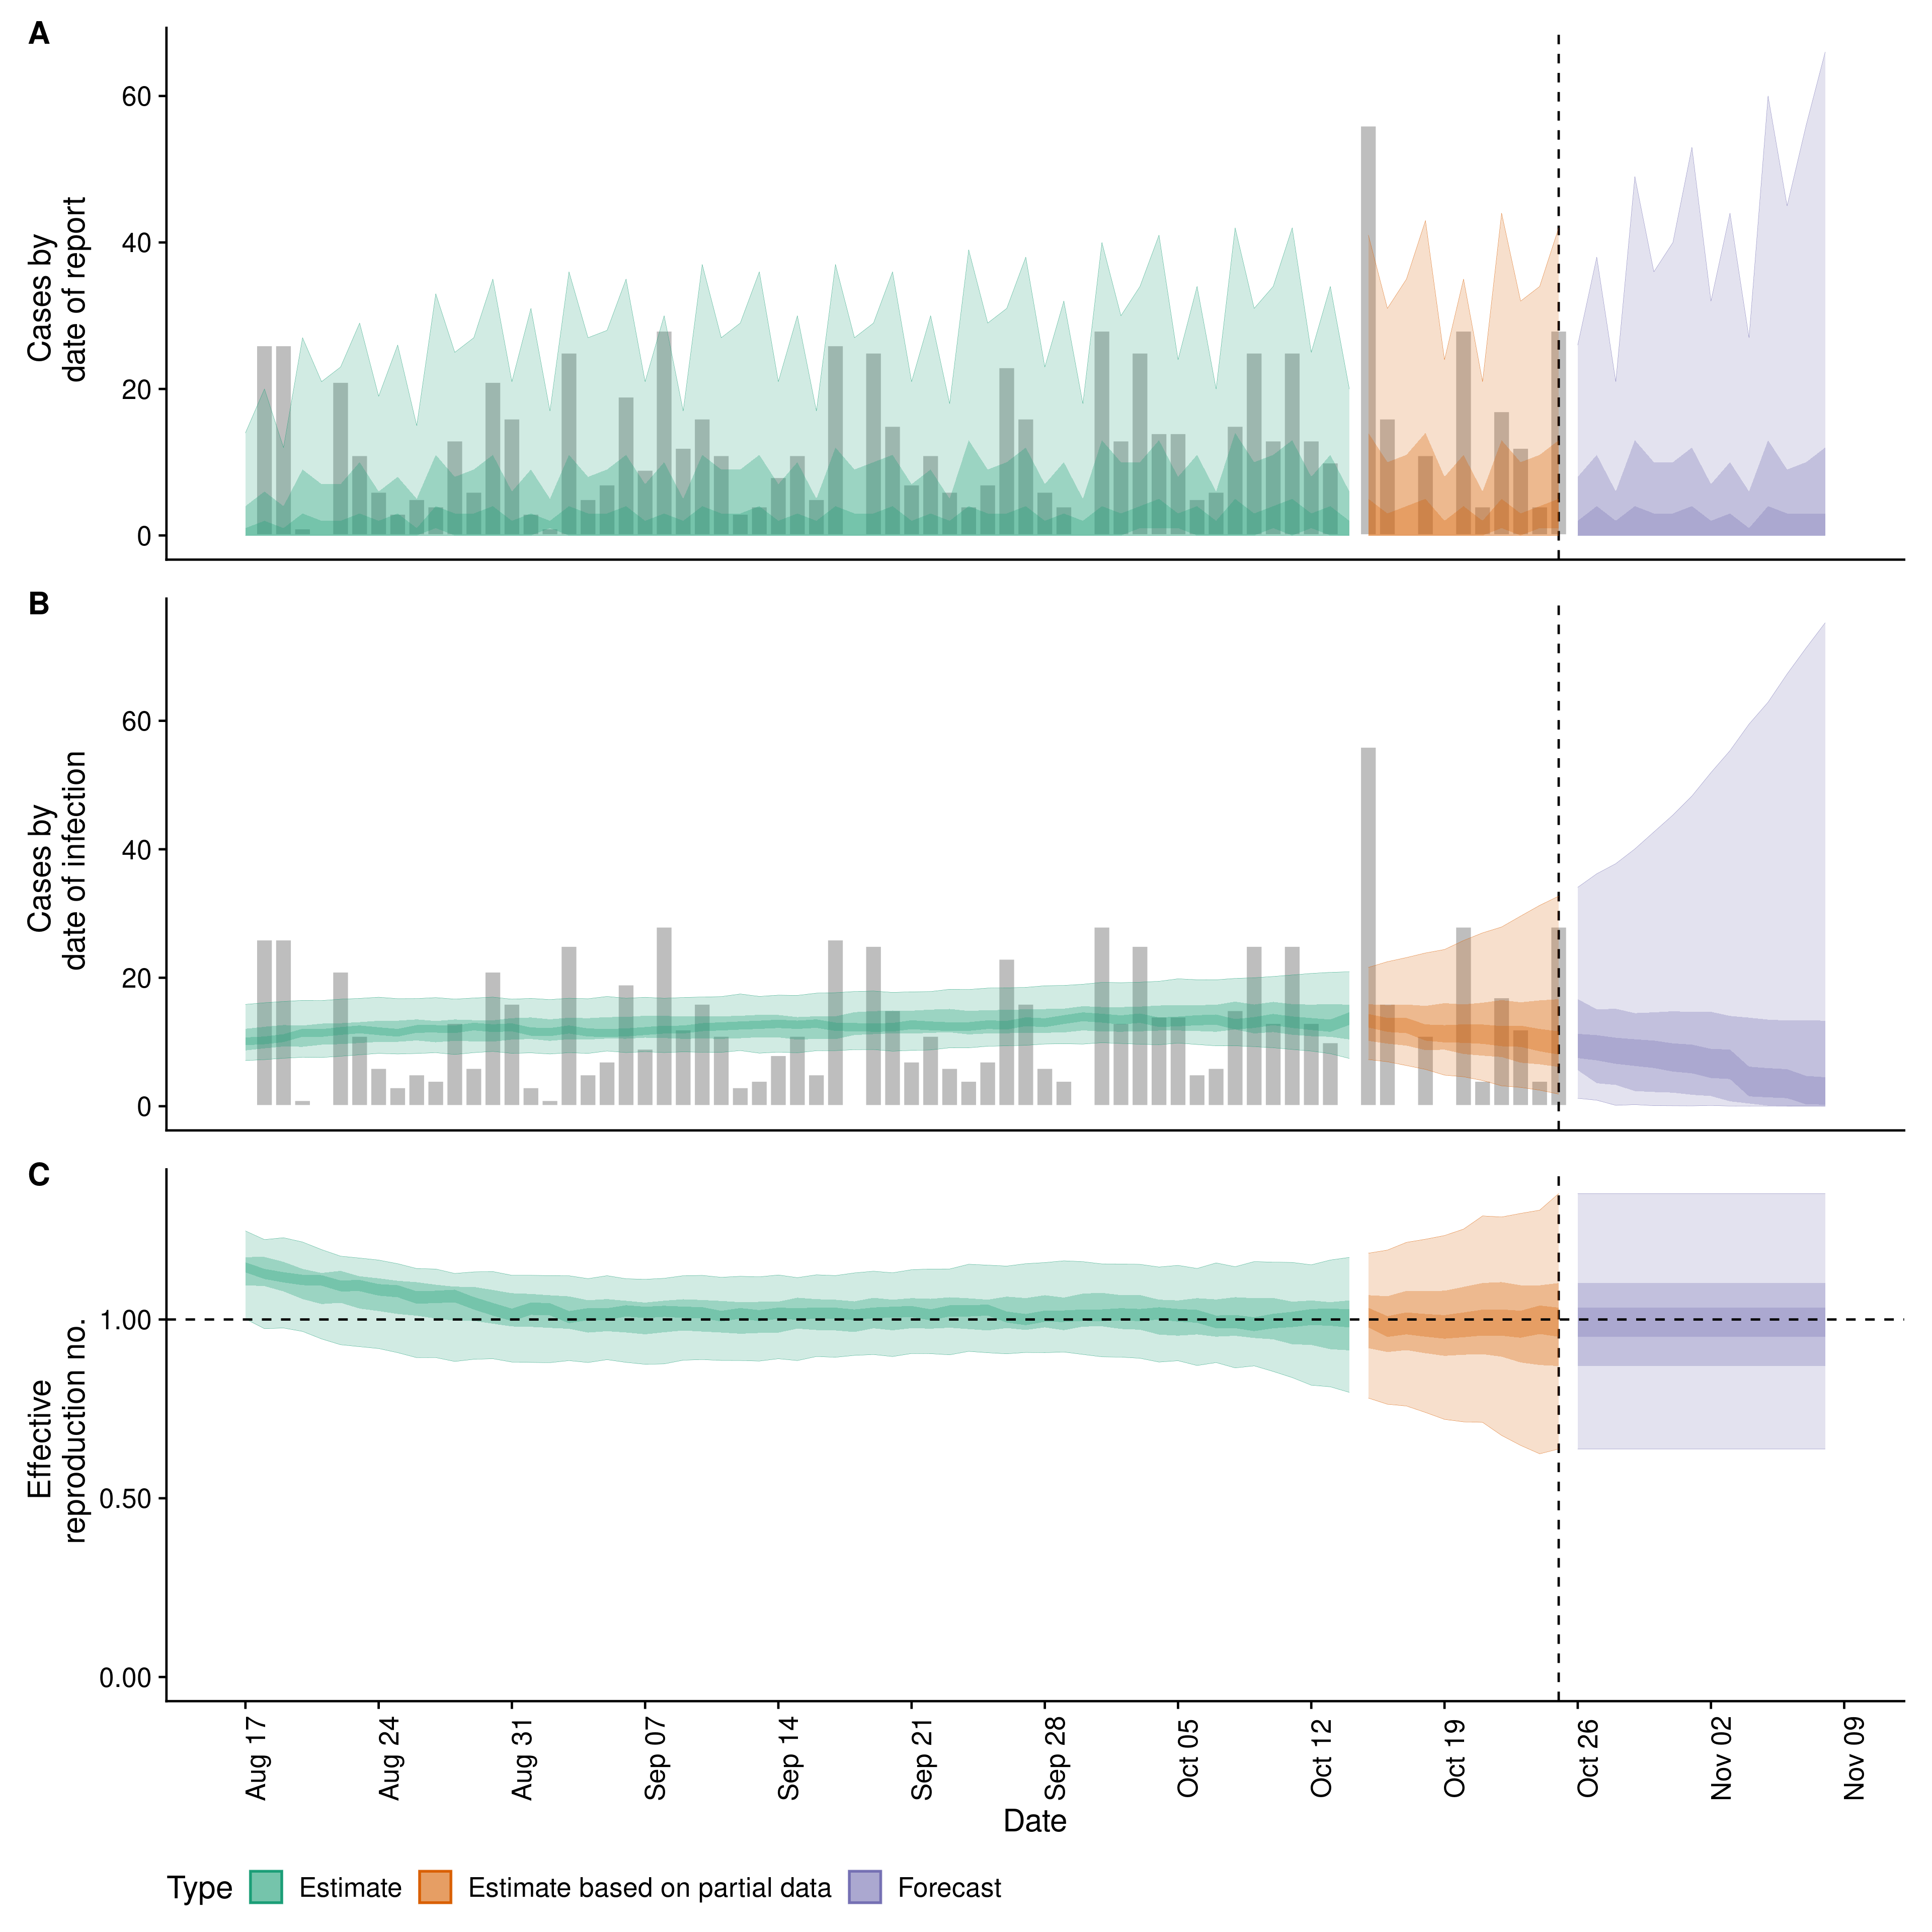 A
Cases by
date of report
60
40
20
0
B
Cases by
date of infection
60
40
20
0
C
Effective
reproduction no.
1.00
0.50
0.00
Aug 17
Aug 24
Aug 31
Sep 07
Sep 14
Sep 21
Sep 28
Oct 05
Oct 12
Oct 19
Oct 26
Nov 02
Nov 09
Date
Type Estimate Estimate based on partial data Forecast